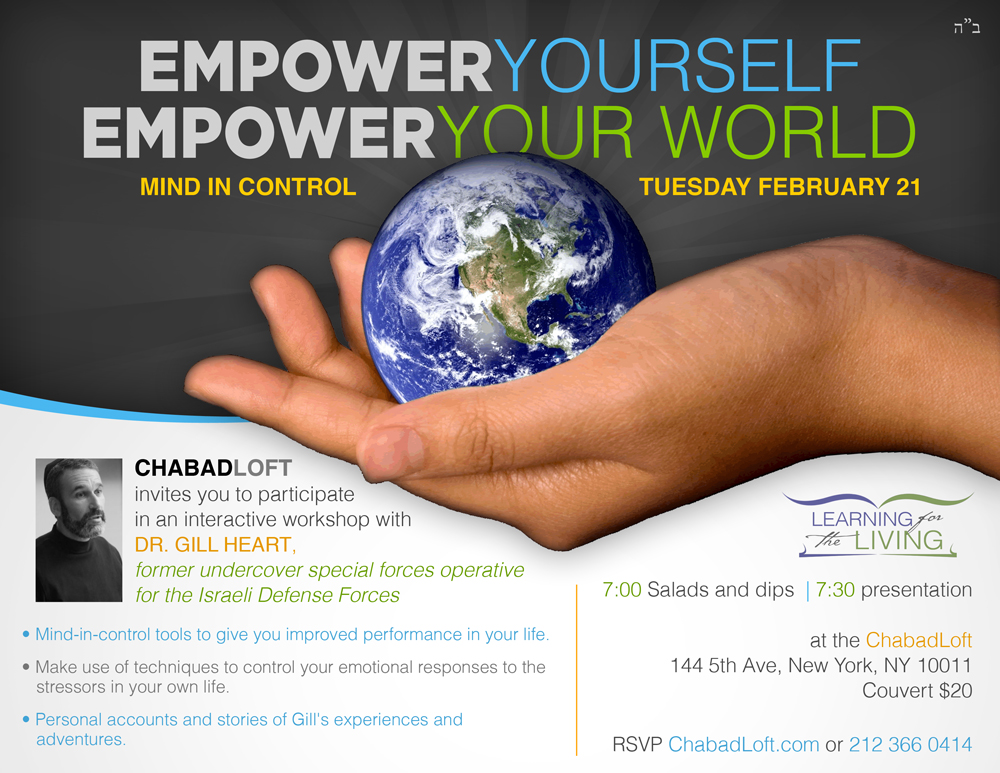 ב”ה
EMPOWERYOURSELF
EMPOWERYOUR WORLD
MIND IN CONTROL
TUESDAY FEBRUARY 21
CHABADLOFT
invites you to participate
in an interactive workshop with
DR. GILL HEART,
former undercover special forces operative
for the Israeli Defense Forces
• Mind-in-control tools to give you improved performance in your life.
• Make use of techniques to control your emotional responses to the
stressors in your own life.
• Personal accounts and stories of Gill's experiences and
adventures.
LEARNING for
the LIVING
7:00 Salads and dips | 7:30 presentation
at the ChabadLoft
144 5th Ave, New York, NY 10011
Couvert $20
RSVP ChabadLoft.com or 212 366 0414